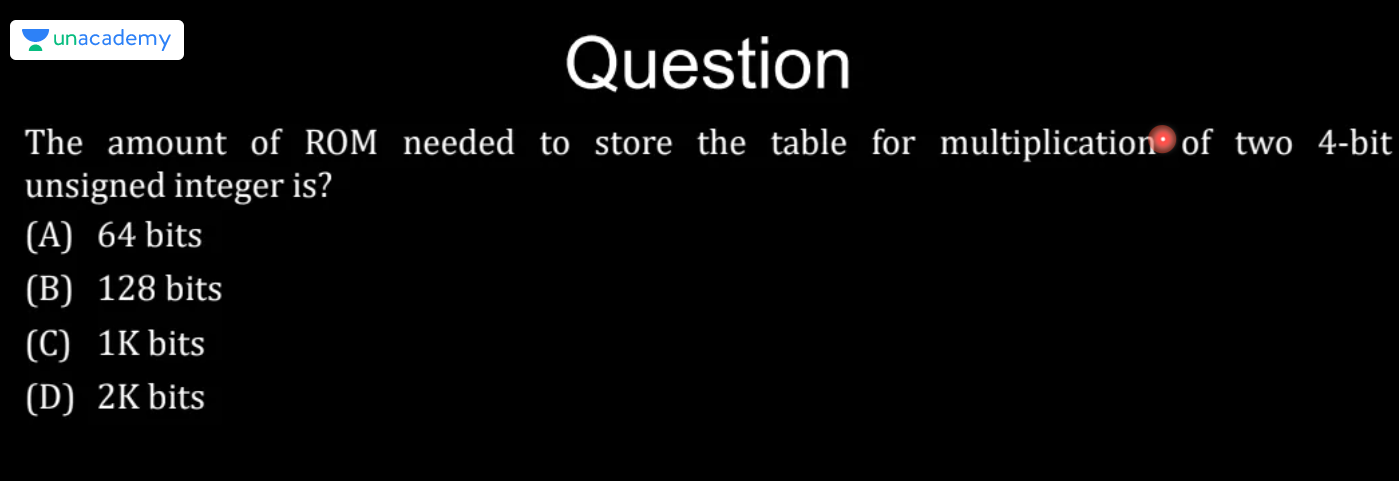 unacademy
Question
The amount of ROM needed to store the table for multiplication of two 4-bit
unsigned integer is?
(A) 64 bits
(B) 128 bits
(C) 1K bits
(D) 2K bits